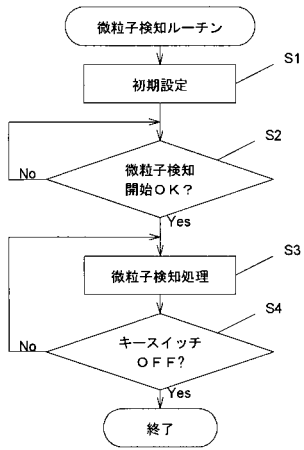 微粒子検知ルーチン
S1
初期設定
S2
微粒子検知
開始OK?
No
Yes
S3
微粒子検知処理
S4
キースイッチ
OFF?
No
Yes
終了